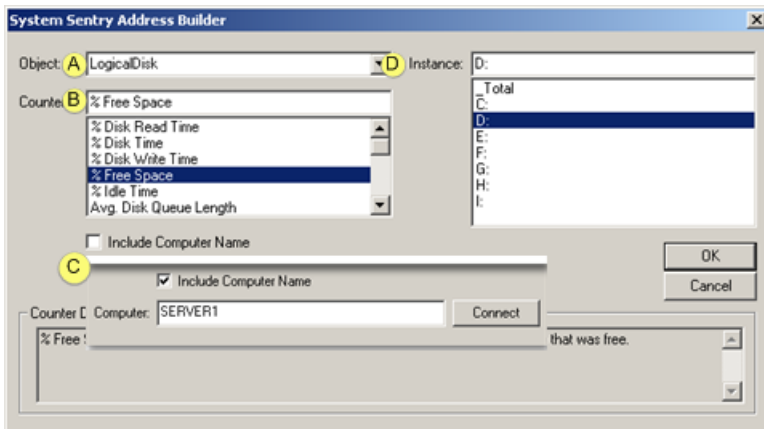 System Sentry Address Builder
Object: A LogicalDisk D Instance: D:
Counte B % Free Space
% Disk Read Time
% Disk Time
% Disk Write Time
% Free Space
% Idle Time
Avg. Disk Queue Length
_Total
C:
D:
E:
F:
G:
H:
I:
Include Computer Name
C
Include Computer Name
Computer: SERVER1 Connect
OK
Cancel
Counter D
% Free that was free.